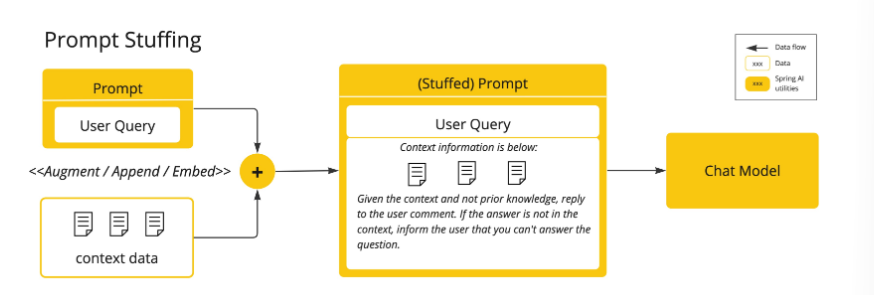 Prompt Stuffing
Data flow
xxx Data
xxx Spring AI
utilities
Prompt
User Query
<<Augment / Append / Embed>>
+
context data
(Stuffed) Prompt
User Query
Context information is below:
Given the context and not prior knowledge, reply
to the user comment. If the answer is not in the
context, inform the user that you can't answer the
question.
Chat Model